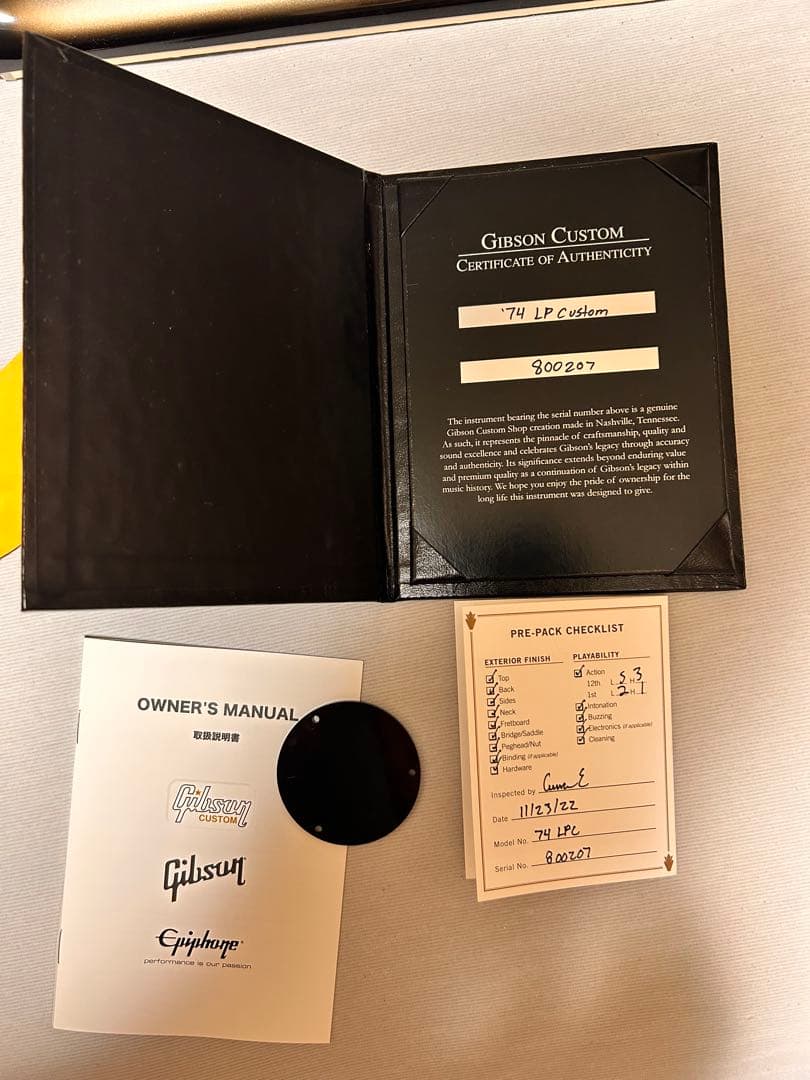 GIBSON CUSTOM
CERTIFICATE OF AUTHENTICITY
'74 LP Custom
800207
The instrument bearing the serial number above is a genuine
Gibson Custom Shop creation made in Nashville, Tennessee.
As such, it represents the pinnacle of craftsmanship, quality and
sound excellence and celebrates Gibson's legacy through accuracy
and authenticity. Its significance extends beyond enduring value
and premium quality as a continuation of Gibson's legacy within
music history. We hope you enjoy the pride of ownership for the
long life this instrument was designed to give.
OWNER'S MANUAL
取扱説明書
Gibson
CUSTOM
Gibson
Epiphone
performance is our passion
PRE-PACK CHECKLIST
EXTERIOR FINISH
Top
Back
Sides
Neck
Fretboard
Bridge/Saddle
Peghead/Nut
Binding (if applicable)
Hardware
PLAYABILITY
Action
12th L 5 H 3
1st L 2 H 1
Intonation
Buzzing
Electronics (if applicable)
Cleaning
Inspected by
Date 11/23/22
Model No. 74 LPC
Serial No. 800207